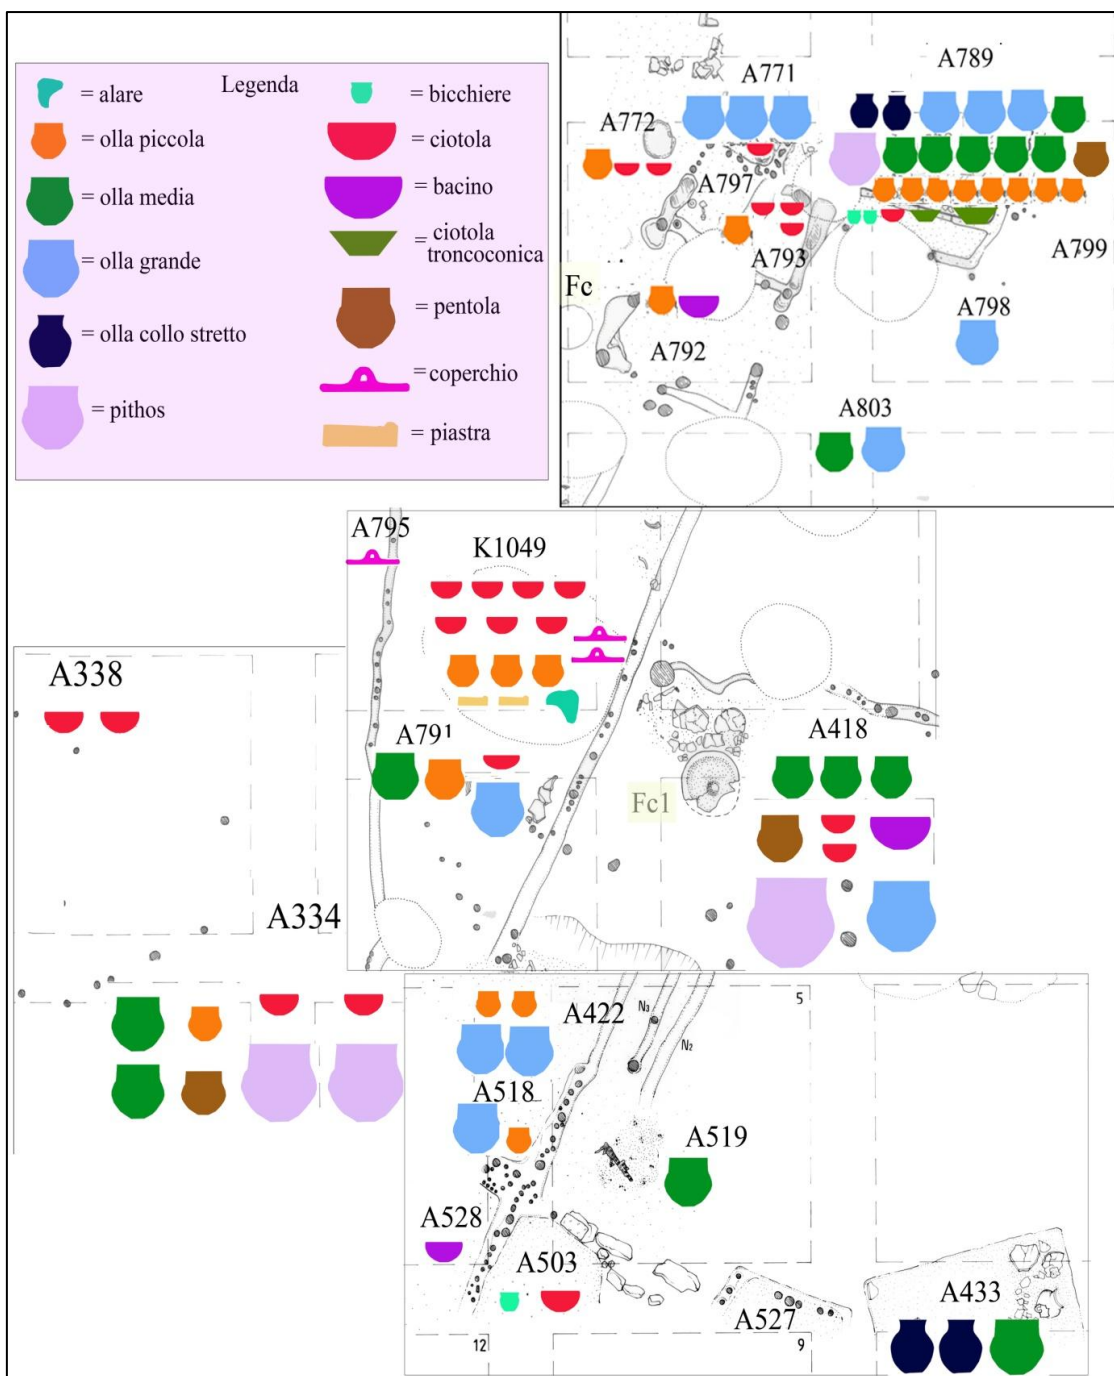 Legenda
= alare
= olla piccola
= olla media
= olla grande
= olla collo stretto
= pithos
= bicchiere
= ciotola
= bacino
= ciotola
troncoconica
= pentola
= coperchio
= piastra
A771
A789
A772
A797
A793
A799
Fc
A798
A792
A803
A795
K1049
A338
A791
A418
Fc1
A334
A422
N3
N2
5
A518
A519
A528
A503
A527
A433
12
9